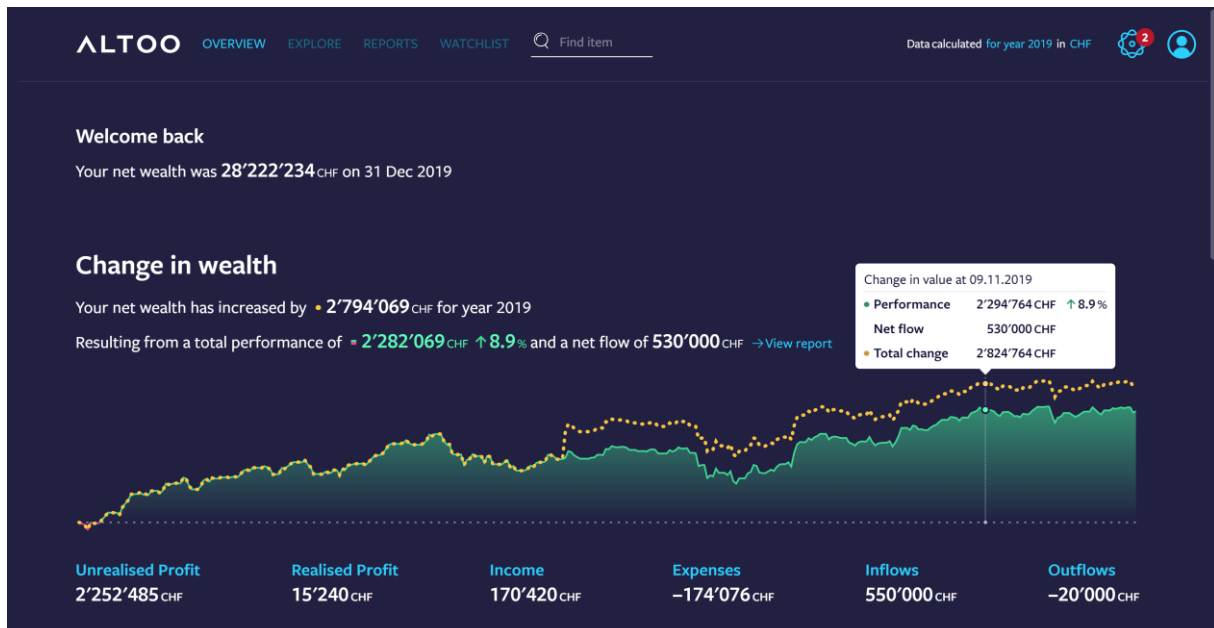 ALTOO OVERVIEW EXPLORE REPORTS WATCHLIST Find item Data calculated for year 2019 in CHF 2
Welcome back
Your net wealth was 28’222’234 CHF on 31 Dec 2019
Change in wealth
Your net wealth has increased by • 2’794’069 CHF for year 2019
Resulting from a total performance of 2’282’069 CHF ↑ 8.9% and a net flow of 530’000 CHF → View report
Change in value at 09.11.2019
• Performance 2’294’764 CHF ↑ 8.9%
Net flow 530’000 CHF
• Total change 2’824’764 CHF
Unrealised Profit Realised Profit Income Expenses Inflows Outflows
2’252’485 CHF 15’240 CHF 170’420 CHF −174’076 CHF 550’000 CHF −20’000 CHF